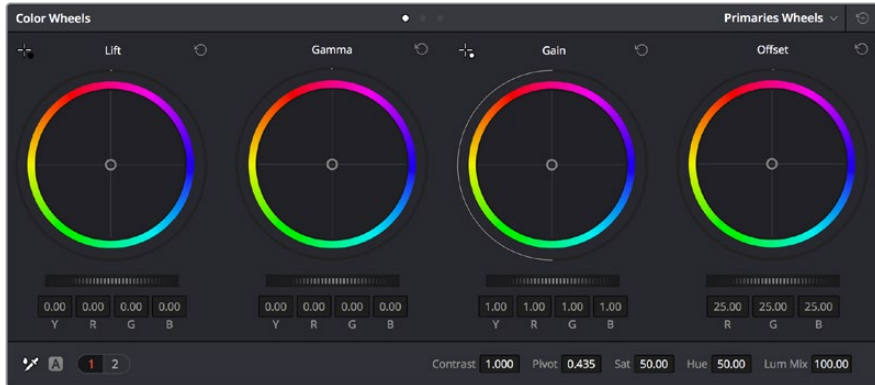 Color Wheels Primaries Wheels
Lift Gamma Gain Offset
0.00 0.00 0.00 0.00 0.00 0.00 0.00 0.00 1.00 1.00 1.00 1.00 25.00 25.00 25.00
Y R G B Y R G B Y R G B R G B
A 1 2 Contrast 1.000 Pivot 0.435 Sat 50.00 Hue 50.00 Lum Mix 100.00